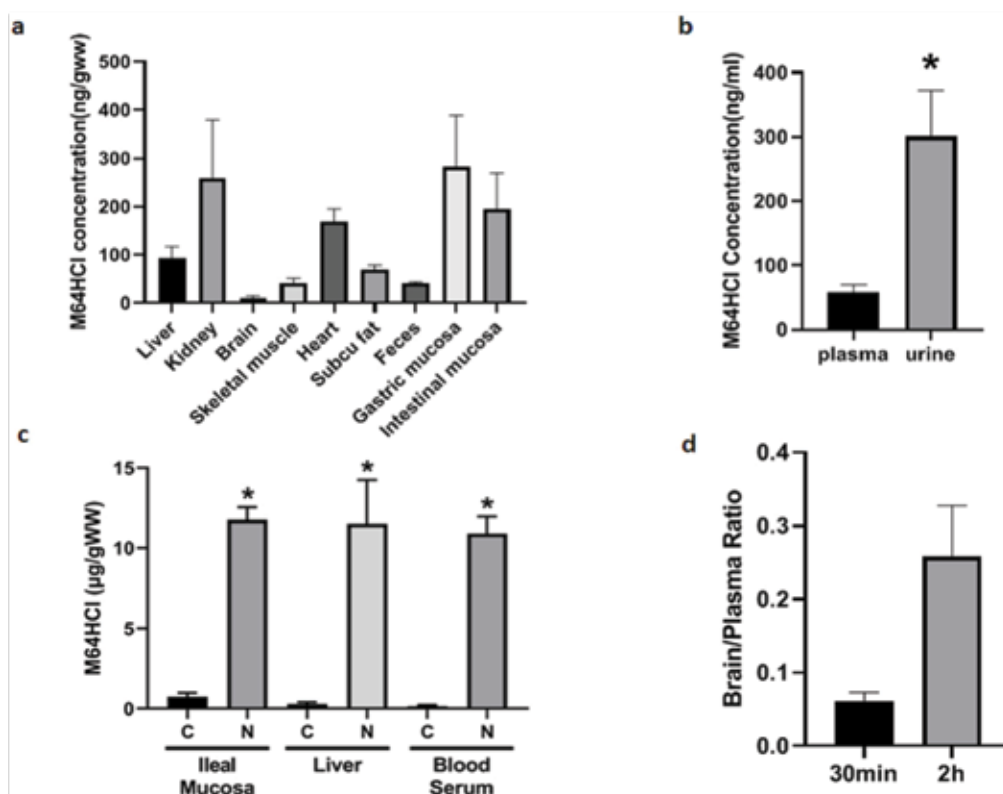 a
M64HCl concentration(ng/gww)
500
400
300
200
100
0
Liver
Kidney
Brain
Skeletal muscle
Heart
Subcu fat
Feces
Gastric mucosa
Intestinal mucosa
b
M64HCl Concentration(ng/ml)
400
300
200
100
0
*
plasma urine
c
M64HCl (µg/gWW)
15
10
5
0
* * *
C N C N C N
Ileal Mucosa
Liver
Blood Serum
d
Brain/Plasma Ratio
0.4
0.3
0.2
0.1
0.0
30min 2h